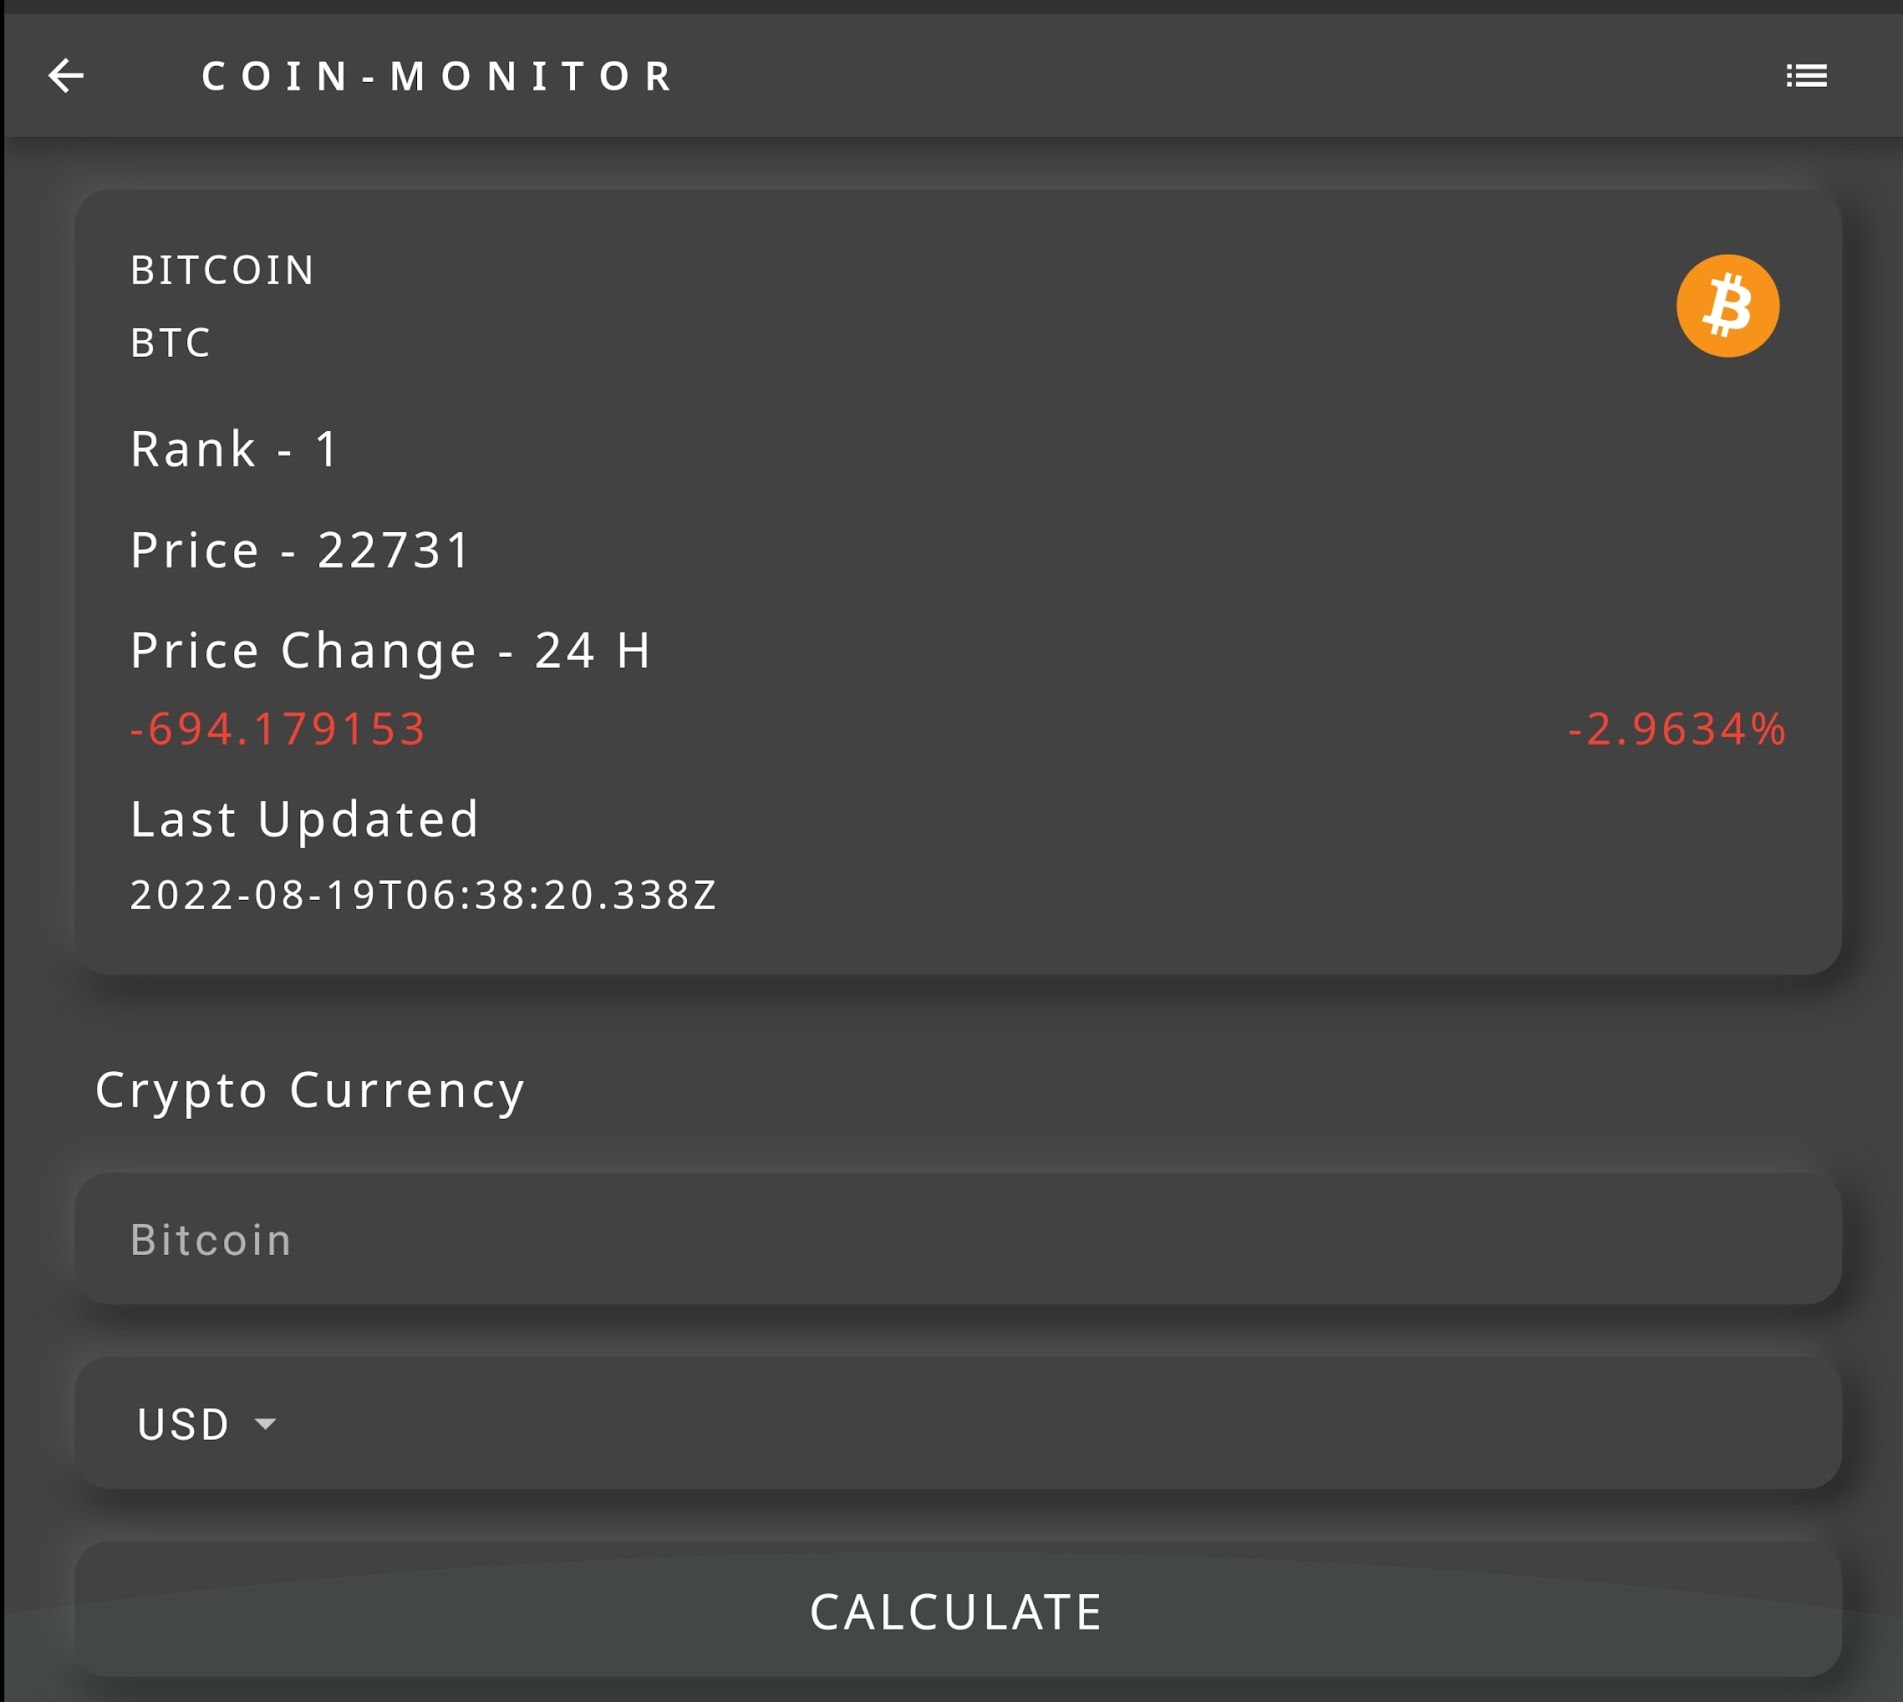 COIN-MONITOR
BITCOIN
BTC
Rank - 1
Price - 22731
Price Change - 24 H
-694.179153 -2.9634%
Last Updated
2022-08-19T06:38:20.338Z
Crypto Currency
Bitcoin
USD
CALCULATE